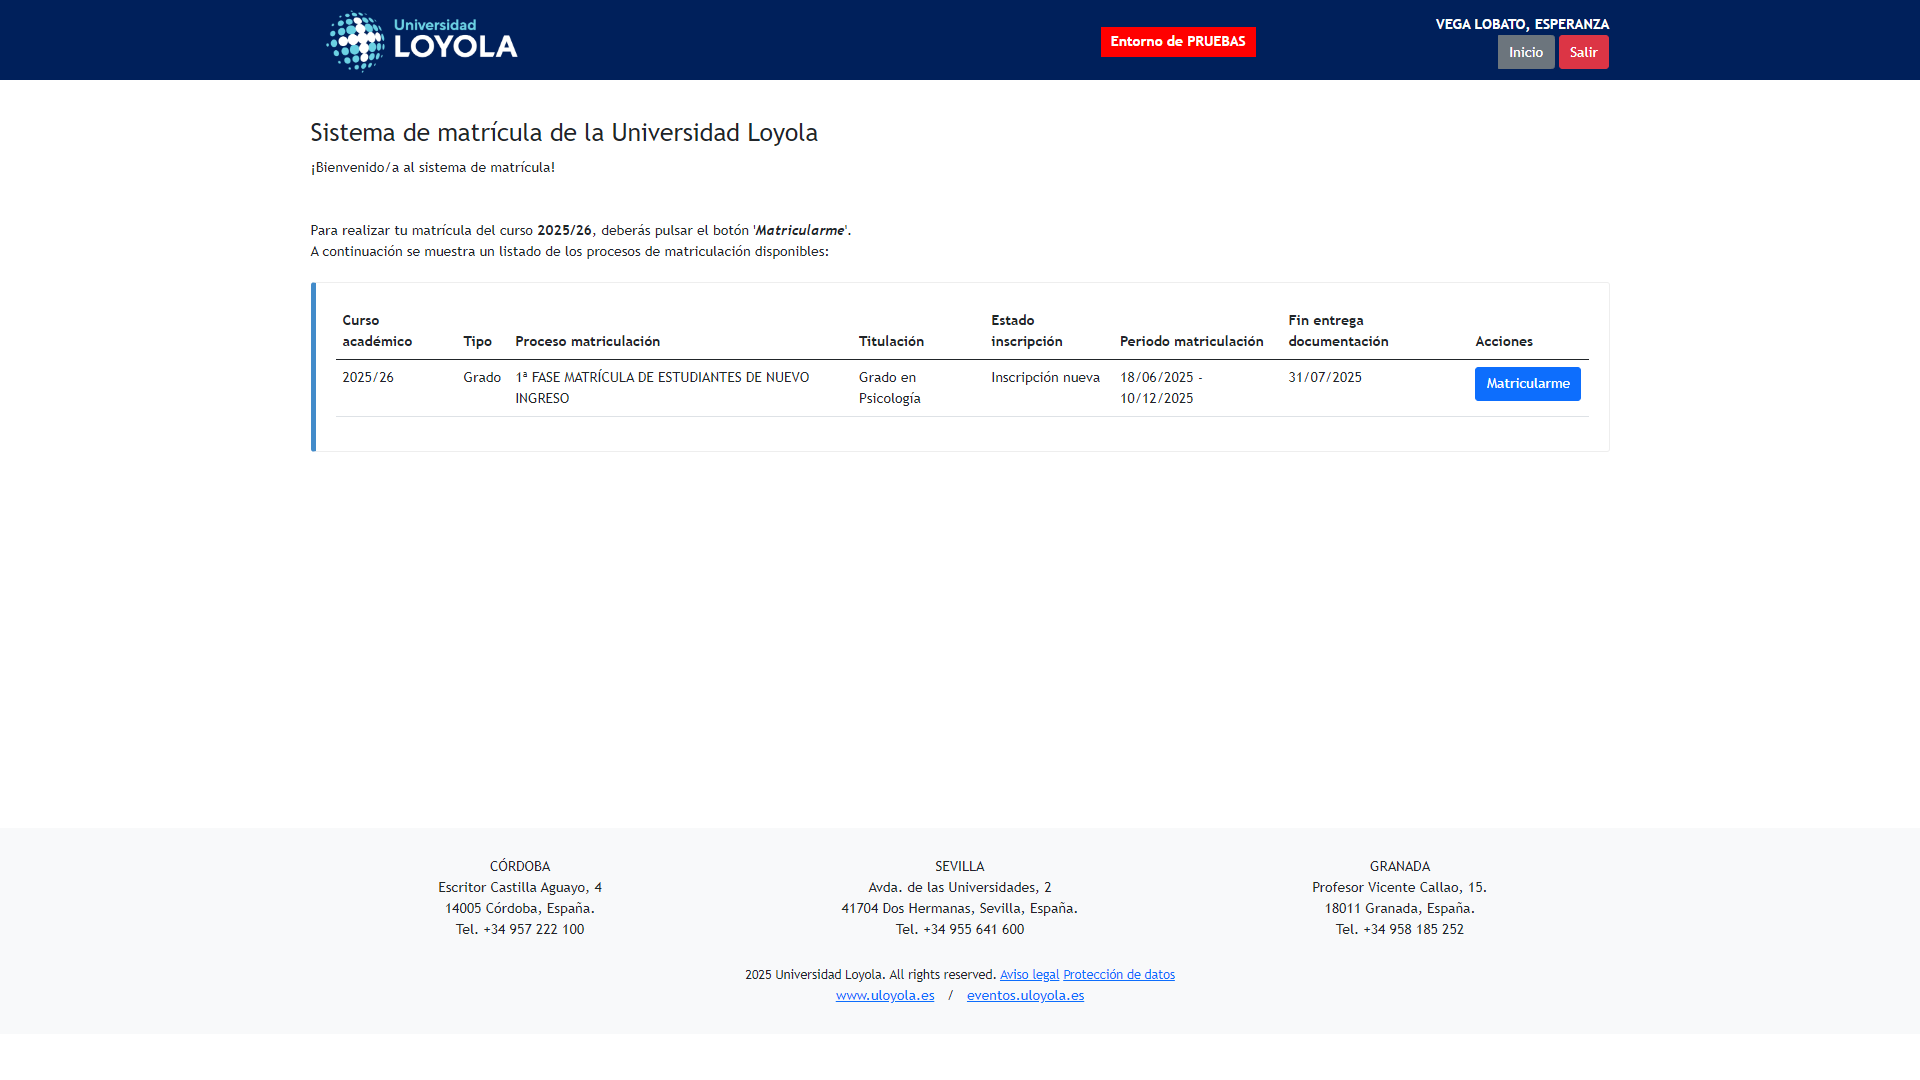 Universidad
LOYOLA
Entorno de PRUEBAS
VEGA LOBATO, ESPERANZA
Inicio
Salir
Sistema de matrícula de la Universidad Loyola
¡Bienvenido/a al sistema de matrícula!
Para realizar tu matrícula del curso 2025/26, deberás pulsar el botón 'Matricularme'.
A continuación se muestra un listado de los procesos de matriculación disponibles:
Curso académico
Tipo
Proceso matriculación
Titulación
Estado inscripción
Periodo matriculación
Fin entrega documentación
Acciones
2025/26
Grado
1ª FASE MATRÍCULA DE ESTUDIANTES DE NUEVO
INGRESO
Grado en
Psicología
Inscripción nueva
18/06/2025 -
10/12/2025
31/07/2025
Matricularme
CÓRDOBA
Escritor Castilla Aguayo, 4
14005 Córdoba, España.
Tel. +34 957 222 100
SEVILLA
Avda. de las Universidades, 2
41704 Dos Hermanas, Sevilla, España.
Tel. +34 955 641 600
GRANADA
Profesor Vicente Callao, 15.
18011 Granada, España.
Tel. +34 958 185 252
2025 Universidad Loyola. All rights reserved. Aviso legal Protección de datos
www.uloyola.es / eventos.uloyola.es